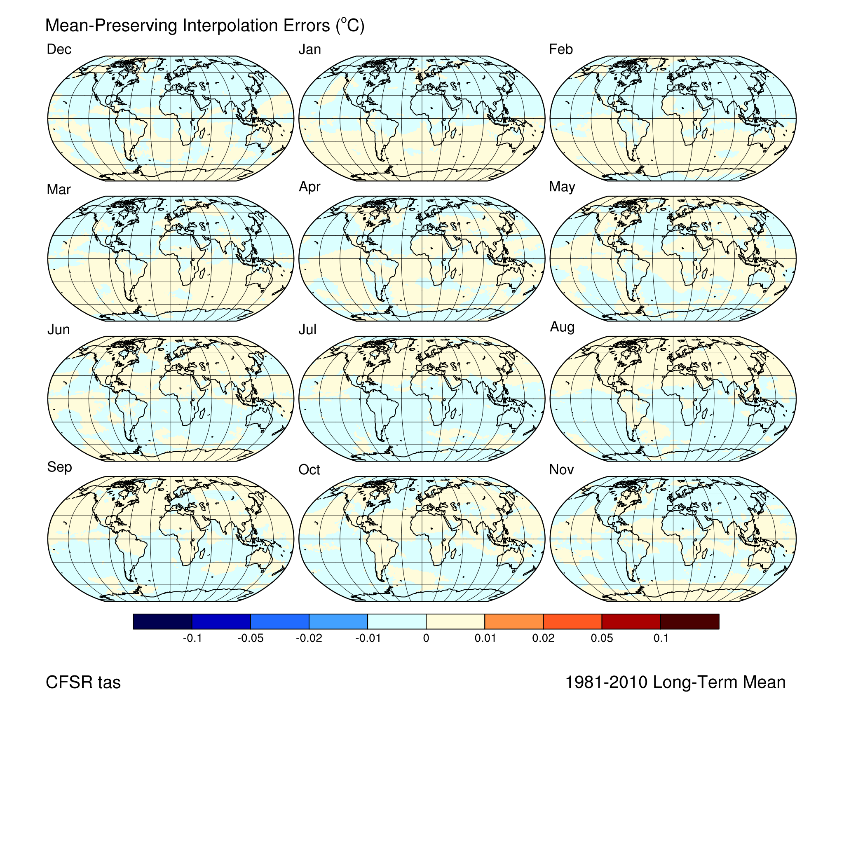 Mean-Preserving Interpolation Errors (°C)
Dec Jan Feb
Mar Apr May
Jun Jul Aug
Sep Oct Nov
-0.1 -0.05 -0.02 -0.01 0 0.01 0.02 0.05 0.1
CFSR tas 1981-2010 Long-Term Mean